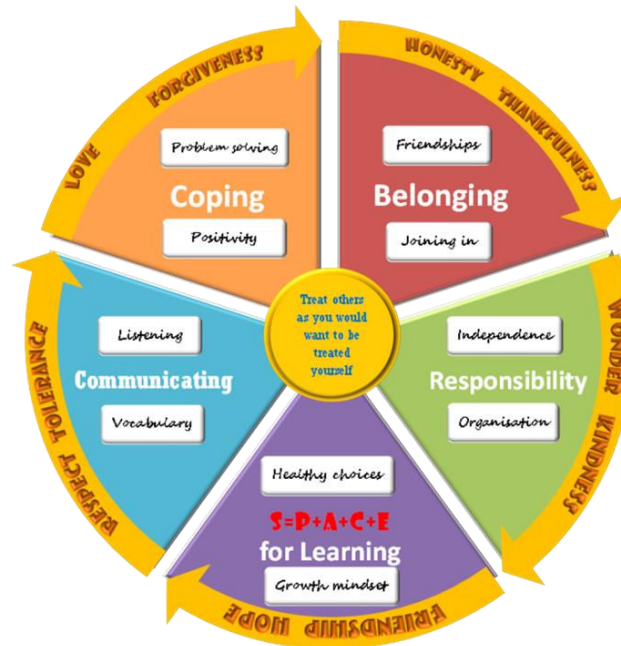 LOVE FORGIVENESS
HONESTY THANKFULNESS
Problem solving
Coping
Positivity
Friendships
Belonging
Joining in
Treat others
as you would
want to be
treated
yourself
Listening
Communicating
Vocabulary
RESPECT TOLERANCE
Independence
Responsibility
Organisation
WONDER KINDNESS
Healthy choices
S=P+A+C+E
for Learning
Growth mindset
FRIENDSHIP HOPE